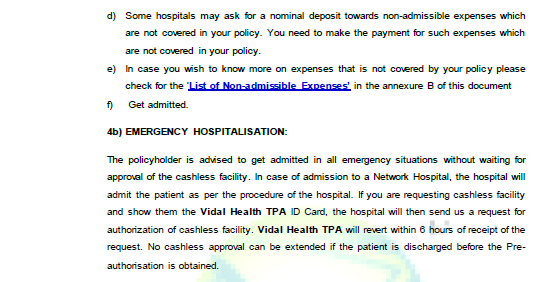 d) Some hospitals may ask for a nominal deposit towards non-admissible expenses which
are not covered in your policy. You need to make the payment for such expenses which
are not covered in your policy.
e) In case you wish to know more on expenses that is not covered by your policy please
check for the 'List of Non-admissible Expenses' in the annexure B of this document
f) Get admitted.
4b) EMERGENCY HOSPITALISATION:
The policyholder is advised to get admitted in all emergency situations without waiting for
approval of the cashless facility. In case of admission to a Network Hospital, the hospital will
admit the patient as per the procedure of the hospital. If you are requesting cashless facility
and show them the Vidal Health TPA ID Card, the hospital will then send us a request for
authorization of cashless facility. Vidal Health TPA will revert within 6 hours of receipt of the
request. No cashless approval can be extended if the patient is discharged before the Pre-
authorisation is obtained.